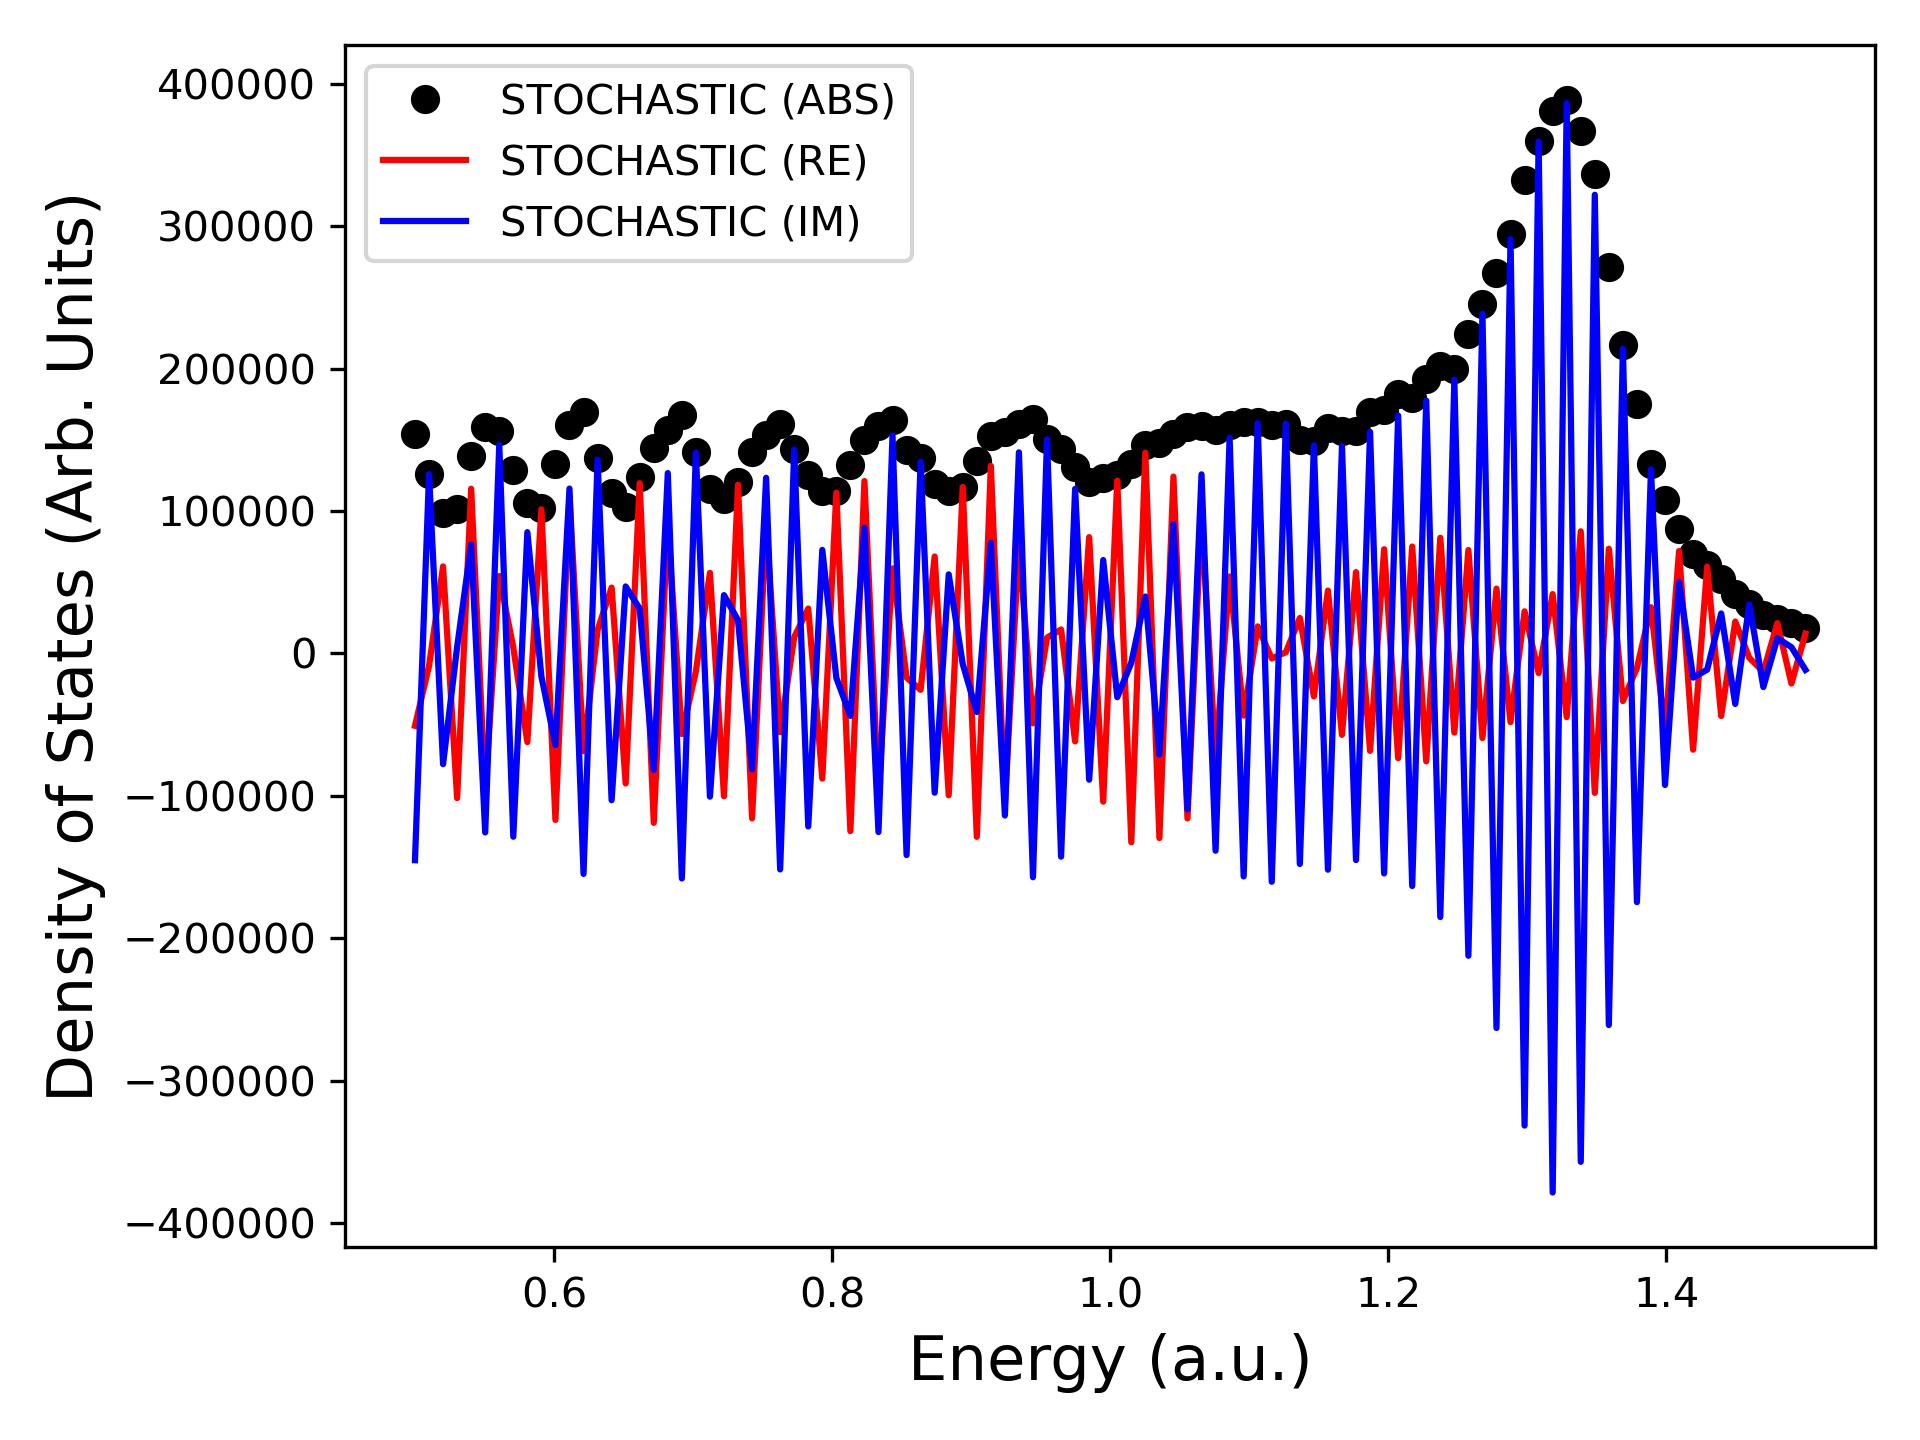 Density of States (Arb. Units)
400000
300000
200000
100000
0
−100000
−200000
−300000
−400000
STOCHASTIC (ABS)
STOCHASTIC (RE)
STOCHASTIC (IM)
0.6
0.8
1.0
1.2
1.4
Energy (a.u.)